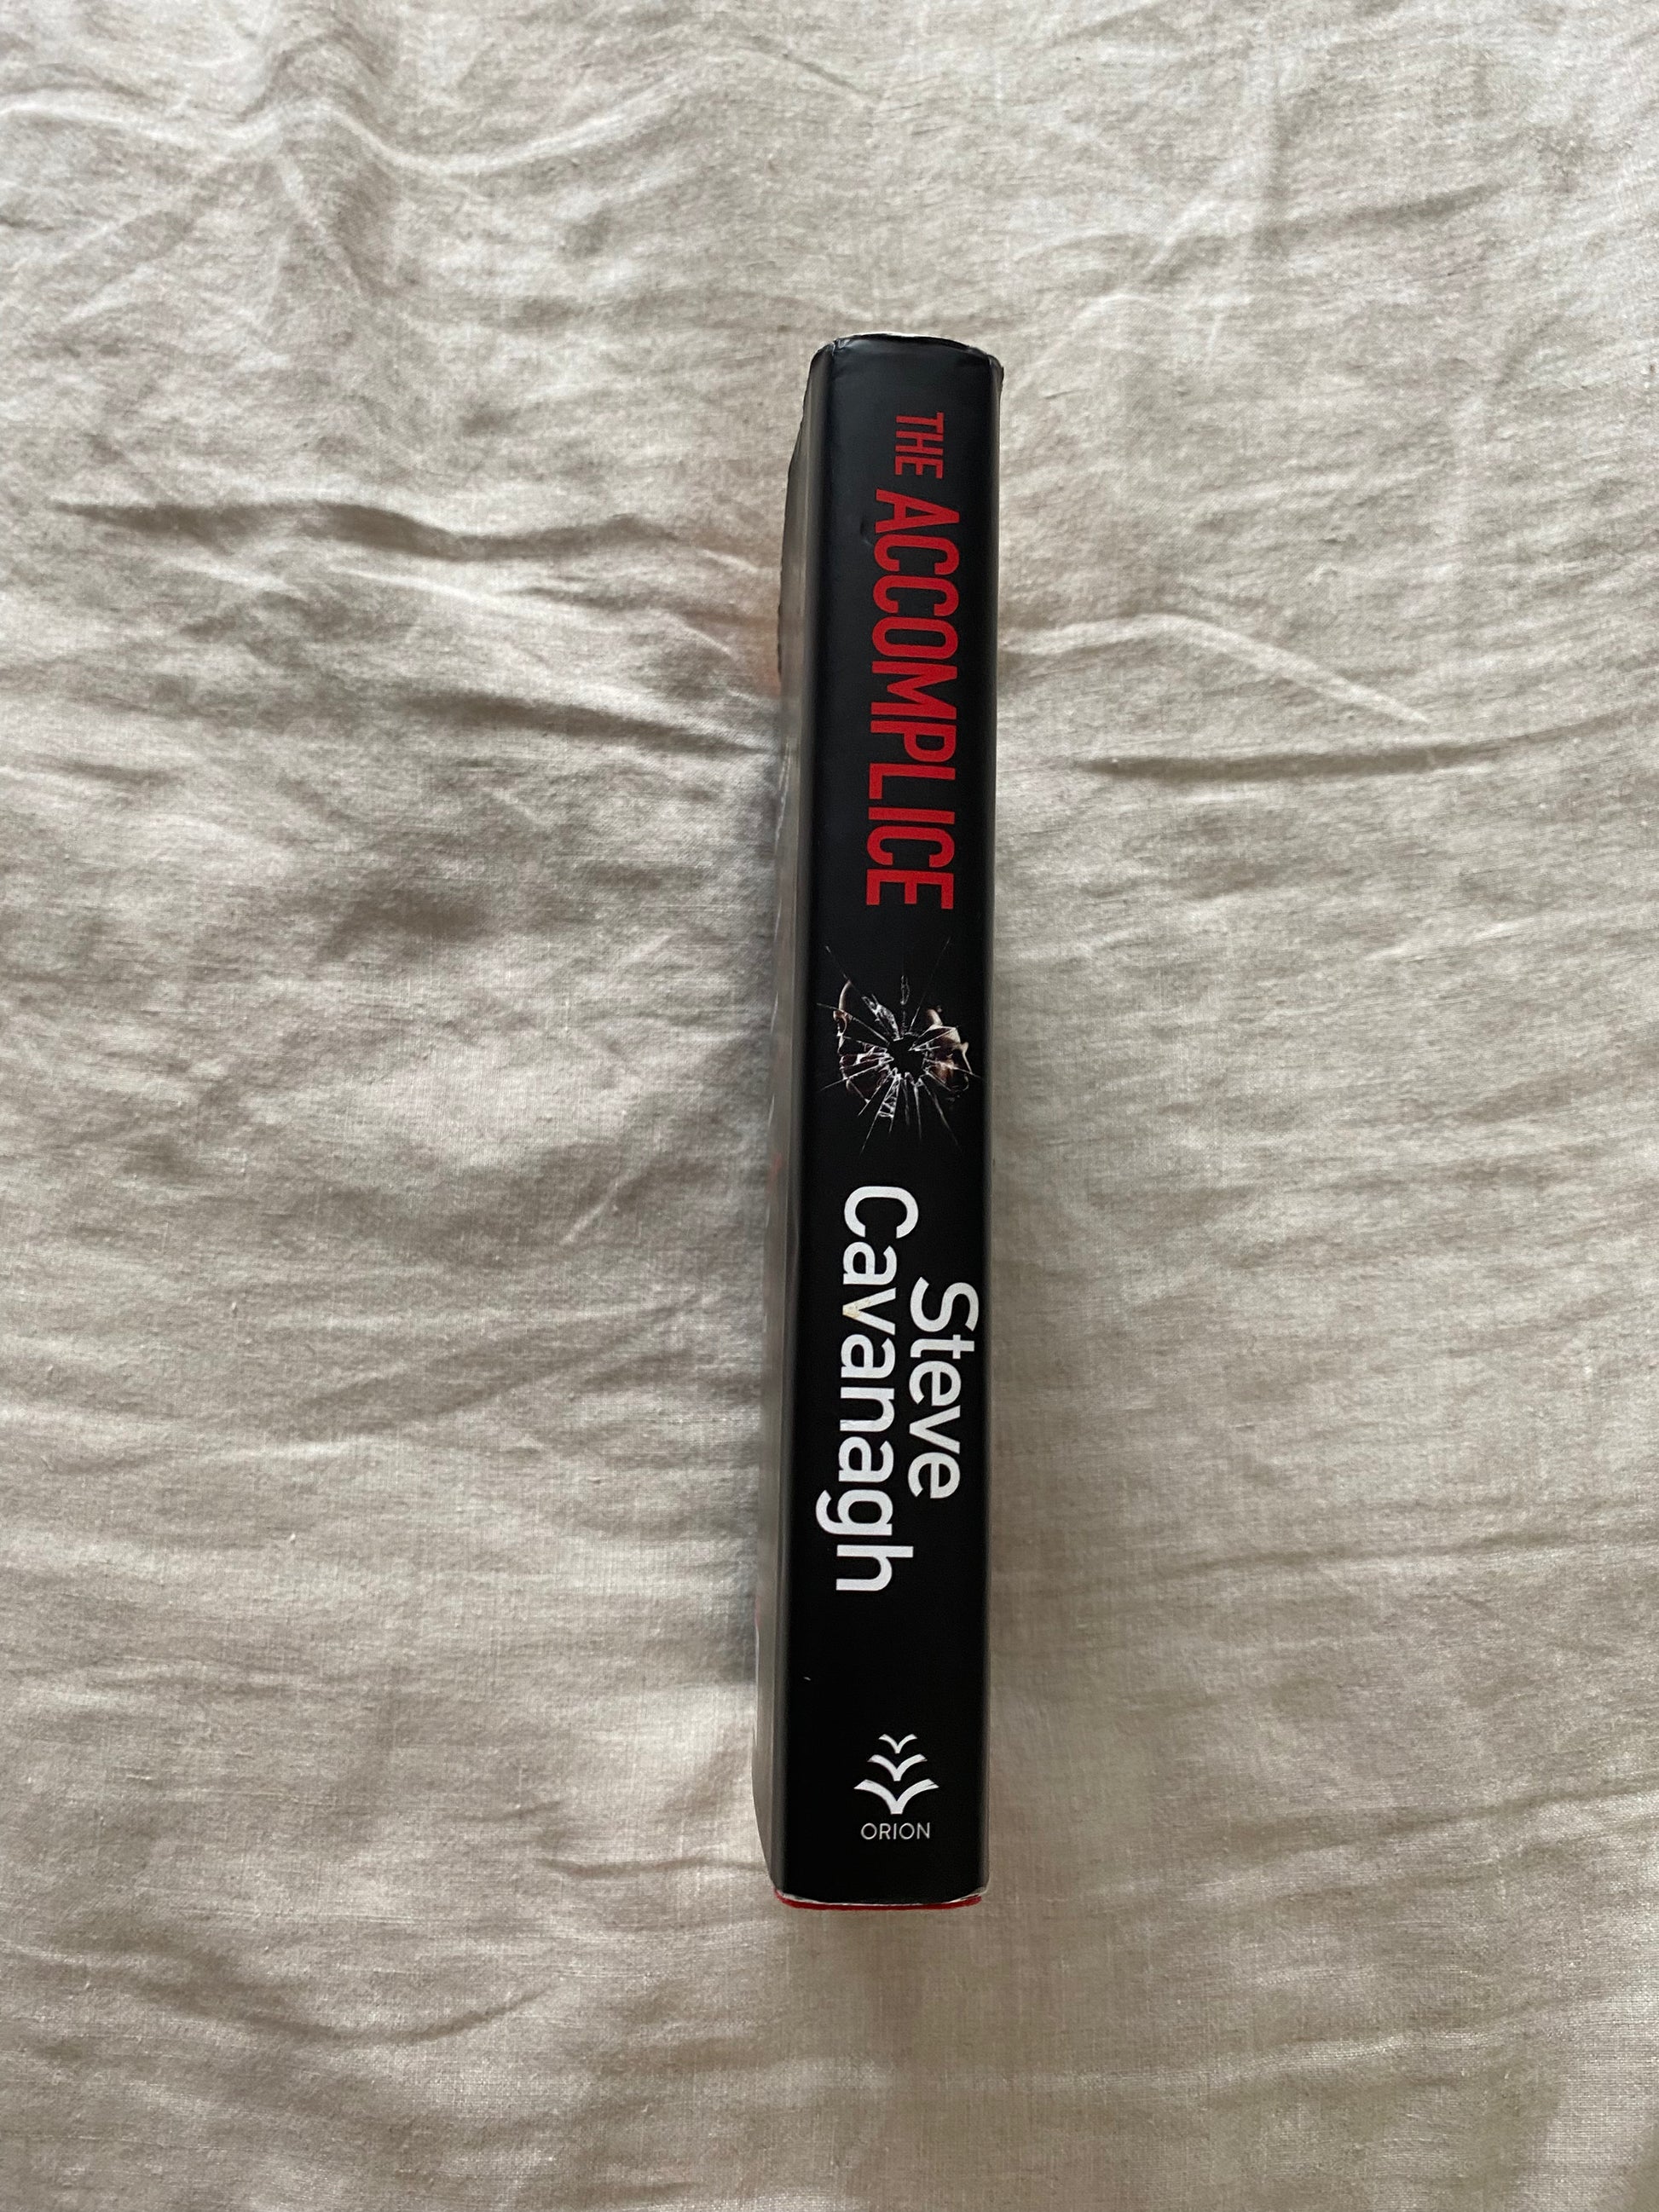 THE ACCOMPLICE
Steve
Cavanagh
ORION